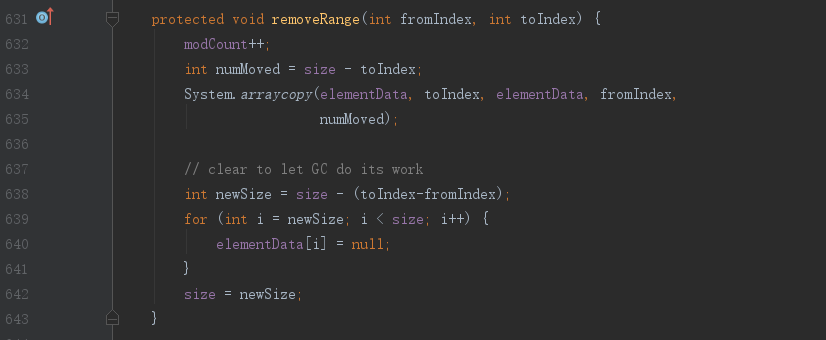 631 protected void removeRange(int fromIndex, int toIndex) {
632 modCount++;
633 int numMoved = size - toIndex;
634 System.arraycopy(elementData, toIndex, elementData, fromIndex,
635 numMoved);
636
637 // clear to let GC do its work
638 int newSize = size - (toIndex-fromIndex);
639 for (int i = newSize; i < size; i++) {
640 elementData[i] = null;
641 }
642 size = newSize;
643 }